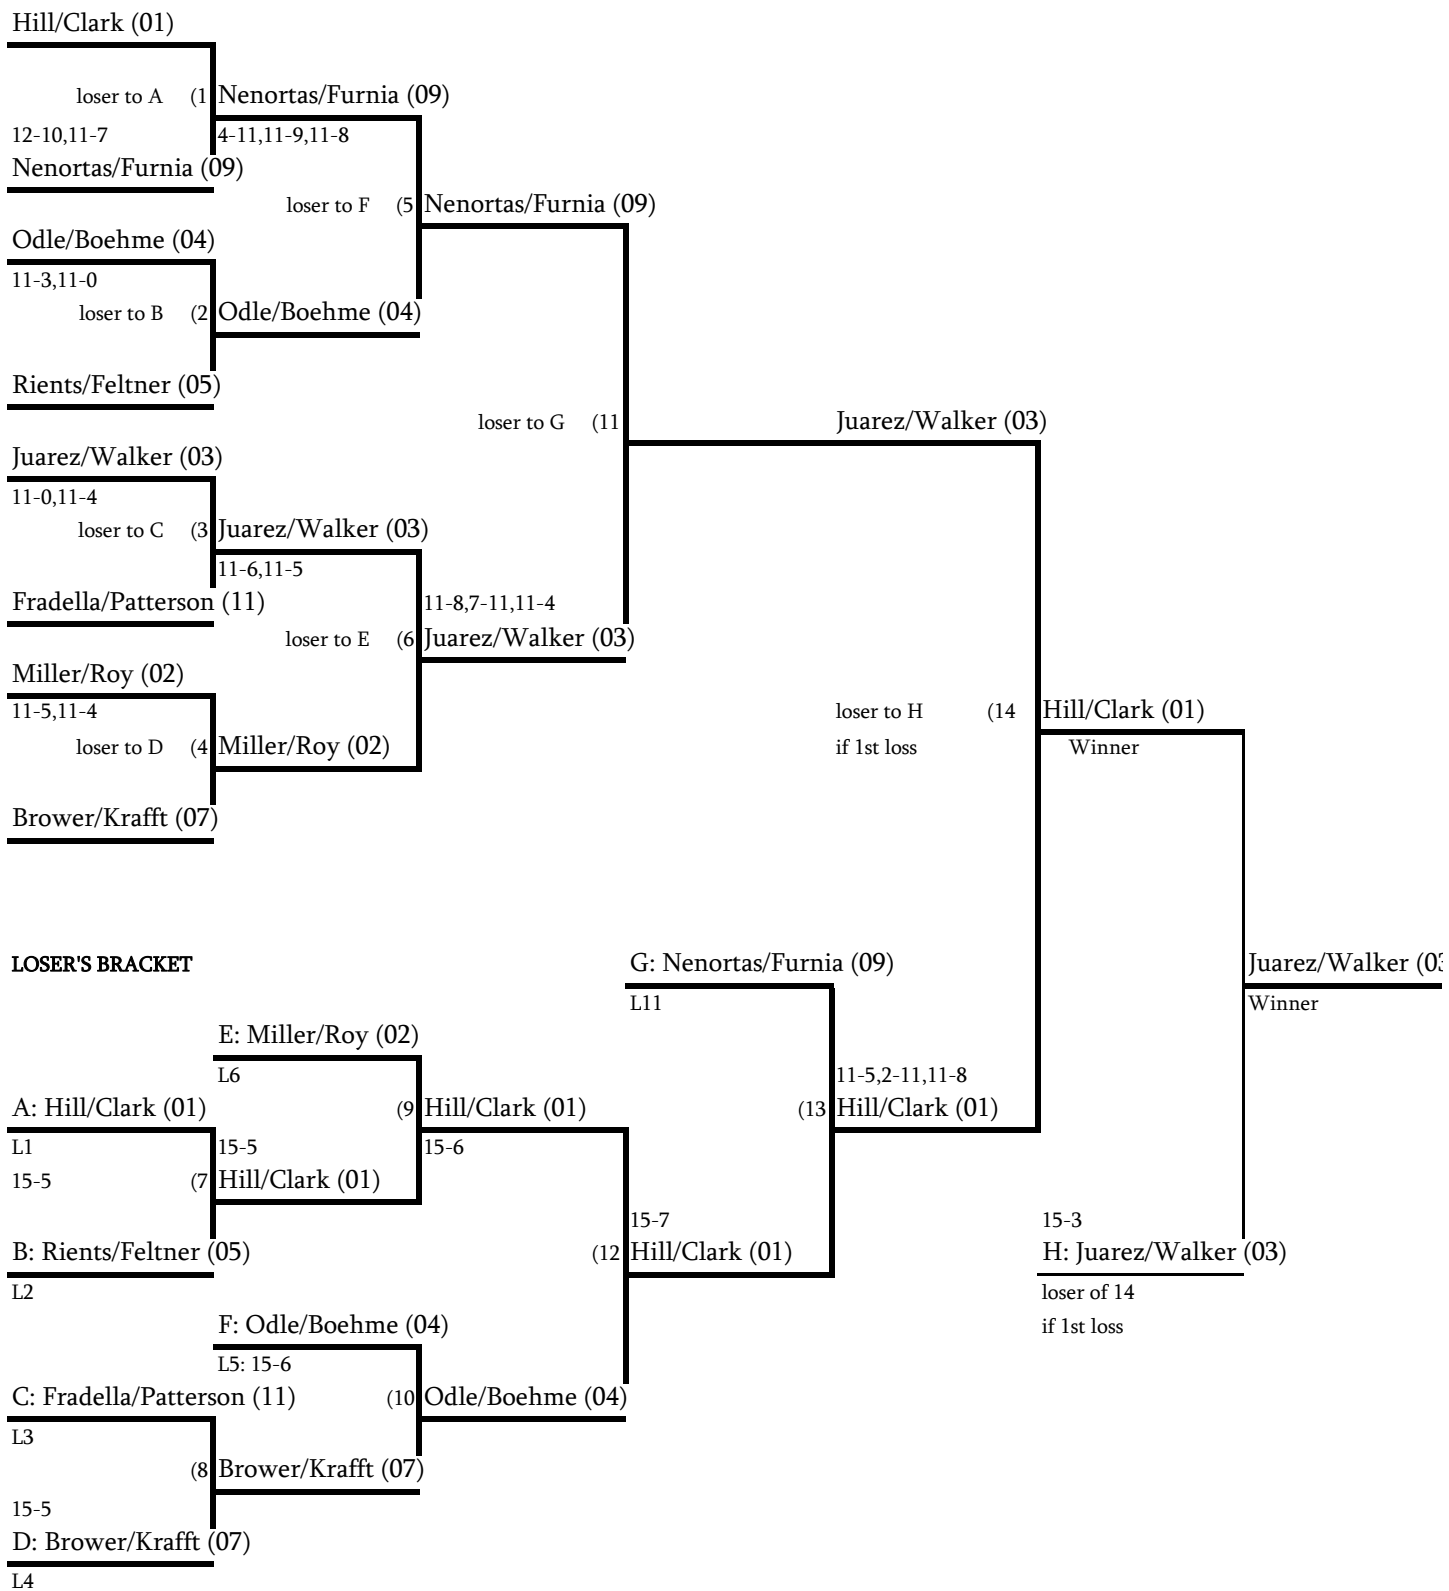 Hill/Clark (01)
loser to A (1 Nenortas/Furnia (09)
12-10,11-7 4-11,11-9,11-8
Nenortas/Furnia (09)
loser to F (5 Nenortas/Furnia (09)
Odle/Boehme (04)
11-3,11-0
loser to B (2 Odle/Boehme (04)
Rients/Feltner (05)
loser to G (11 Juarez/Walker (03)
Juarez/Walker (03)
11-0,11-4
loser to C (3 Juarez/Walker (03)
11-6,11-5
Fradella/Patterson (11) 11-8,7-11,11-4
loser to E (6 Juarez/Walker (03)
Miller/Roy (02)
11-5,11-4 loser to H (14 Hill/Clark (01)
loser to D (4 Miller/Roy (02) if 1st loss Winner
Brower/Krafft (07)
LOSER'S BRACKET G: Nenortas/Furnia (09) Juarez/Walker (03
L11 Winner
E: Miller/Roy (02)
L6 11-5,2-11,11-8
A: Hill/Clark (01) (9 Hill/Clark (01) (13 Hill/Clark (01)
L1 15-5 15-6
15-5 (7 Hill/Clark (01)
15-7 15-3
B: Rients/Feltner (05) (12 Hill/Clark (01) H: Juarez/Walker (03)
L2 loser of 14
F: Odle/Boehme (04) if 1st loss
L5: 15-6
C: Fradella/Patterson (11) (10 Odle/Boehme (04)
L3
(8 Brower/Krafft (07)
15-5
D: Brower/Krafft (07)
L4